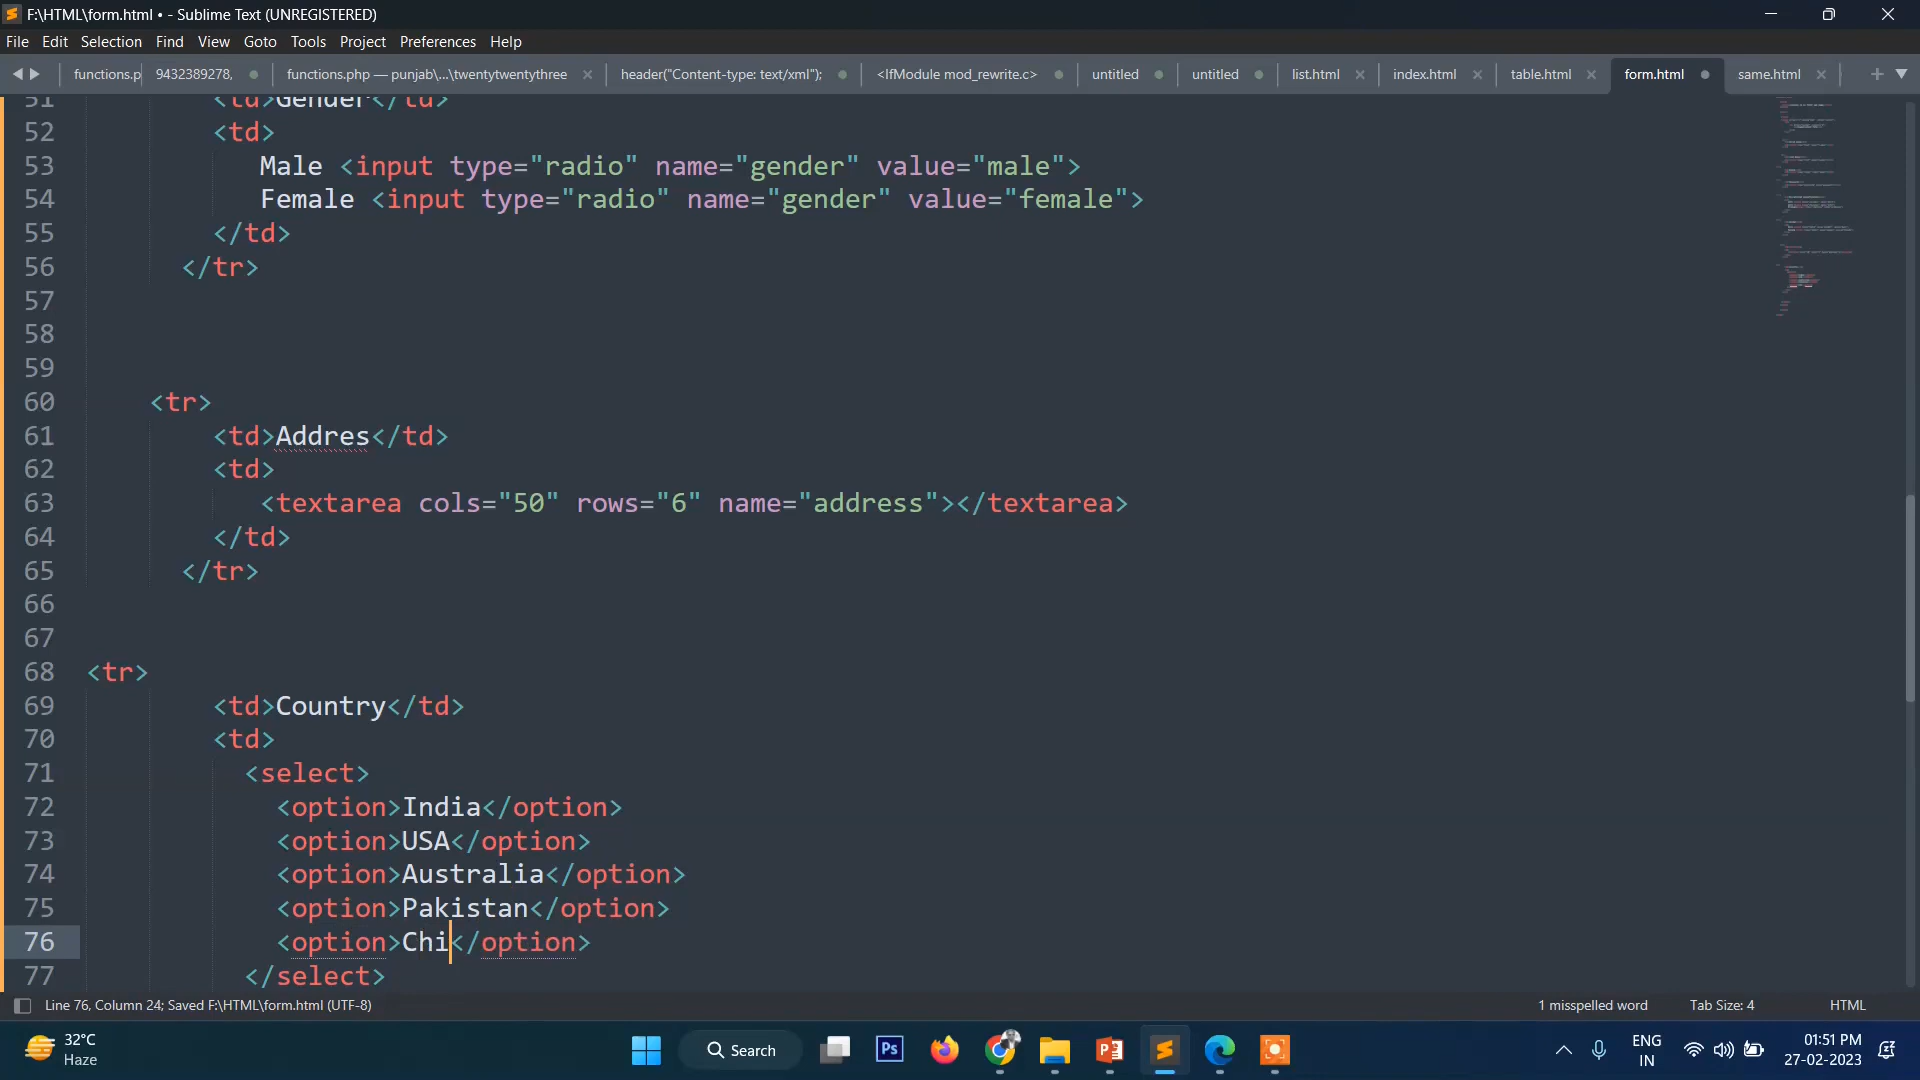 F:\HTML\form.html • - Sublime Text (UNREGISTERED)
File Edit Selection Find View Goto Tools Project Preferences Help
functions.p 9432389278, functions.php — punjab\...\twentytwentythree header("Content-type: text/xml"); <IfModule mod_rewrite.c> untitled untitled list.html index.html table.html form.html same.html
51 <td>Gender</td>
52 <td>
53 Male <input type="radio" name="gender" value="male">
54 Female <input type="radio" name="gender" value="female">
55 </td>
56 </tr>
57
58
59
60 <tr>
61 <td>Addres</td>
62 <td>
63 <textarea cols="50" rows="6" name="address"></textarea>
64 </td>
65 </tr>
66
67
68 <tr>
69 <td>Country</td>
70 <td>
71 <select>
72 <option>India</option>
73 <option>USA</option>
74 <option>Australia</option>
75 <option>Pakistan</option>
76 <option>Chi</option>
77 </select>
Line 76, Column 24; Saved F:\HTML\form.html (UTF-8) 1 misspelled word Tab Size: 4 HTML
32°C
Haze
Search
Ps
ENG
IN
01:51 PM
27-02-2023